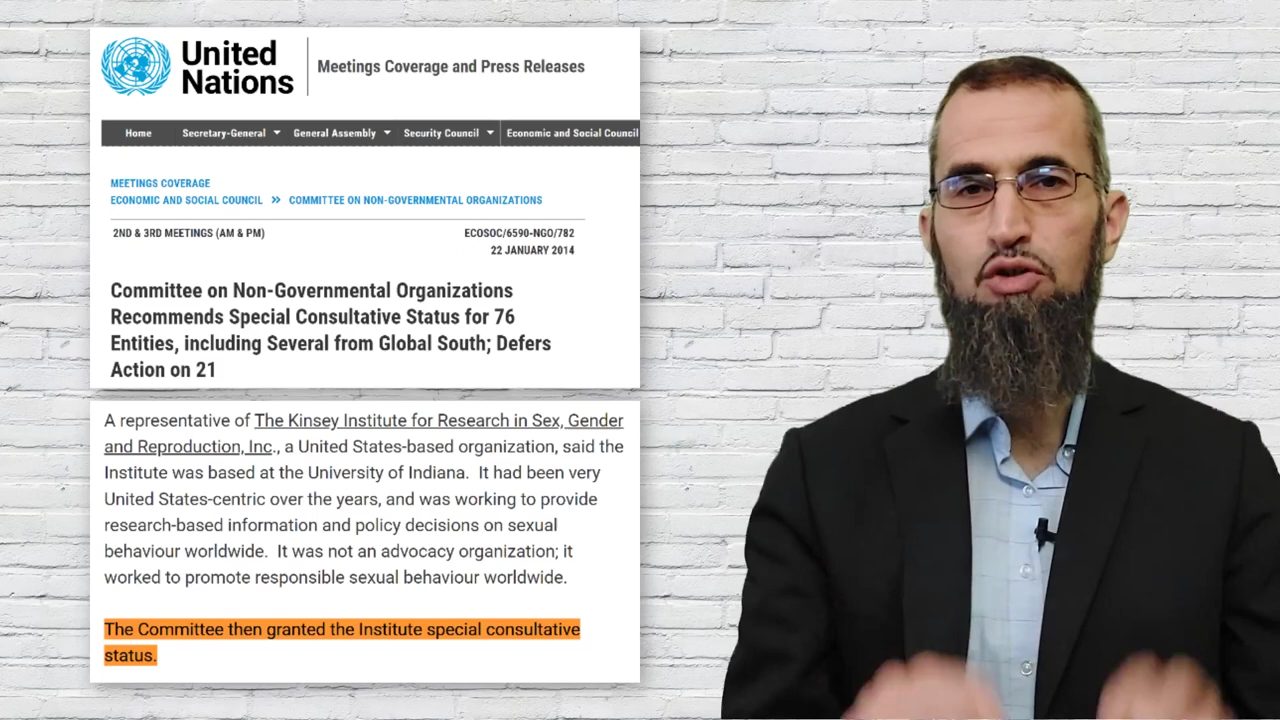 United
Nations
Meetings Coverage and Press Releases
Home Secretary-General General Assembly Security Council Economic and Social Council
MEETINGS COVERAGE
ECONOMIC AND SOCIAL COUNCIL >> COMMITTEE ON NON-GOVERNMENTAL ORGANIZATIONS
2ND & 3RD MEETINGS (AM & PM) ECOSOC/6590-NGO/782
22 JANUARY 2014
Committee on Non-Governmental Organizations
Recommends Special Consultative Status for 76
Entities, including Several from Global South; Defers
Action on 21
A representative of The Kinsey Institute for Research in Sex, Gender
and Reproduction, Inc., a United States-based organization, said the
Institute was based at the University of Indiana. It had been very
United States-centric over the years, and was working to provide
research-based information and policy decisions on sexual
behaviour worldwide. It was not an advocacy organization; it
worked to promote responsible sexual behaviour worldwide.
The Committee then granted the Institute special consultative
status.